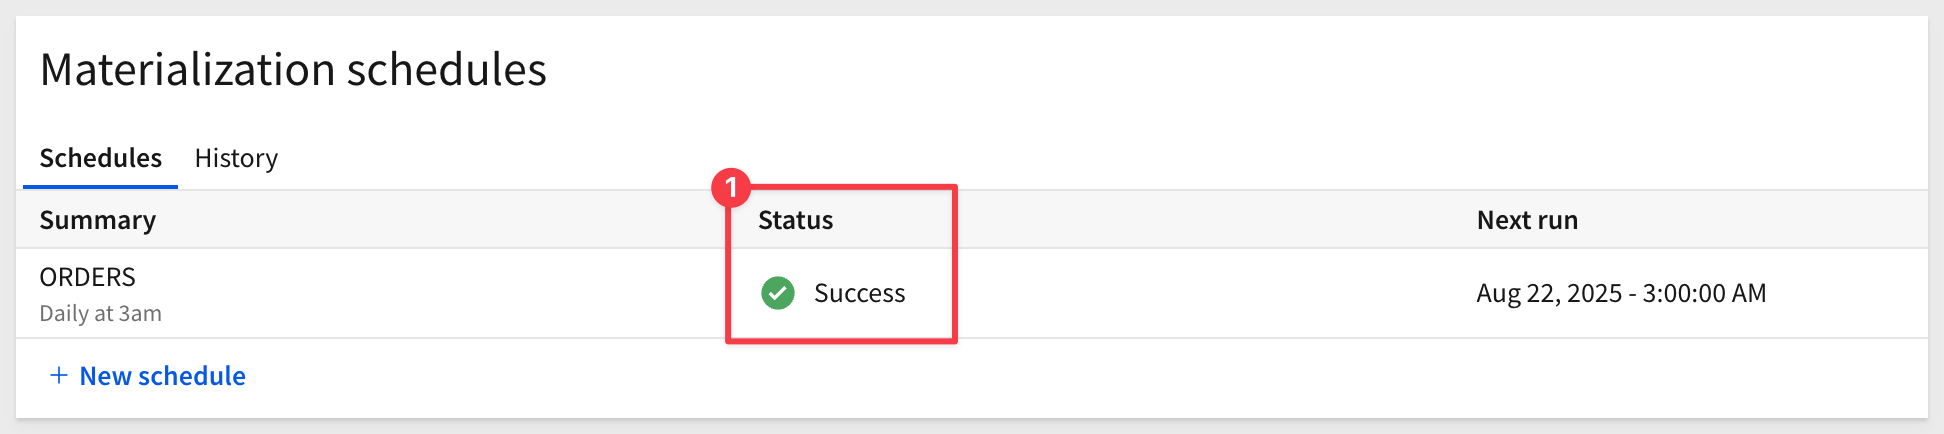 Materialization schedules
Schedules History
1
Summary Status Next run
ORDERS
Daily at 3am
Success
Aug 22, 2025 - 3:00:00 AM
+ New schedule